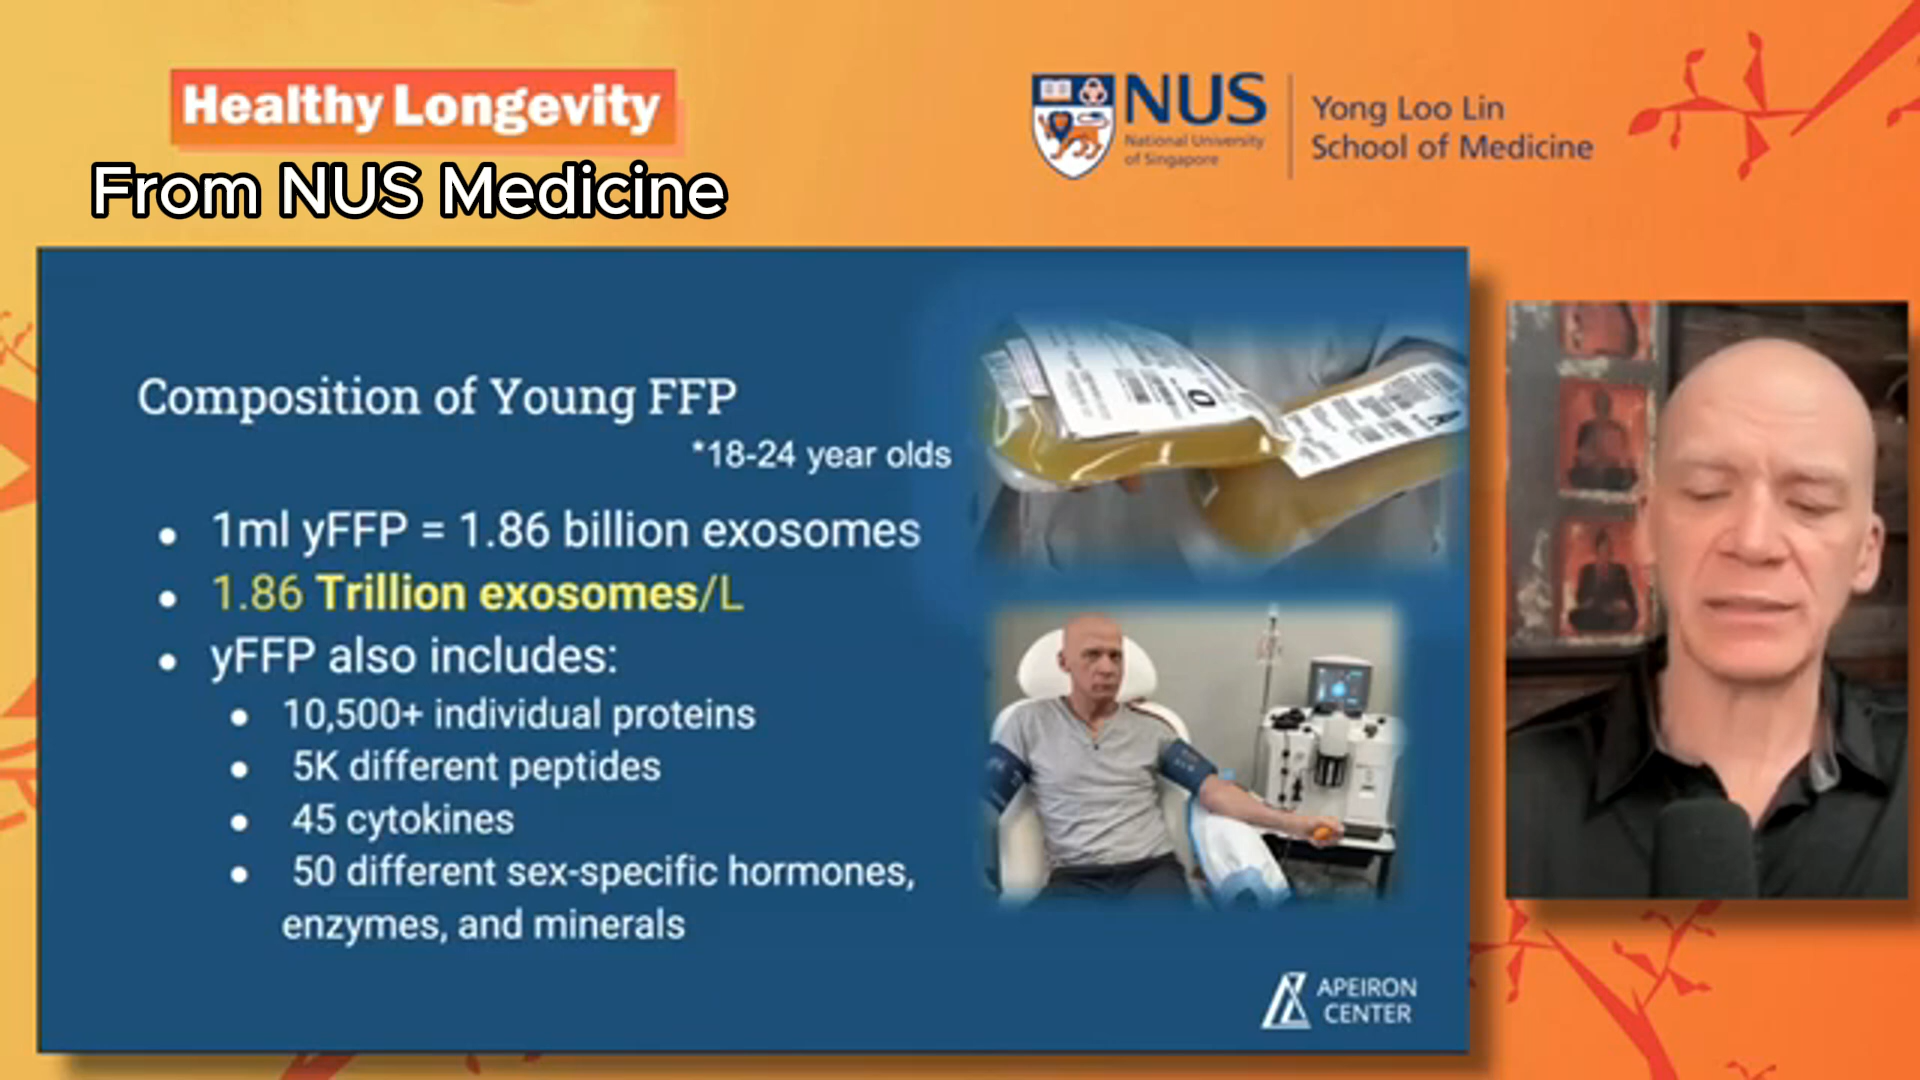 Healthy Longevity
From NUS Medicine
NUS
National University
of Singapore
Yong Loo Lin
School of Medicine
Composition of Young FFP
*18-24 year olds
• 1ml yFFP = 1.86 billion exosomes
• 1.86 Trillion exosomes/L
• yFFP also includes:
• 10,500+ individual proteins
• 5K different peptides
• 45 cytokines
• 50 different sex-specific hormones,
enzymes, and minerals
O
APEIRON
CENTER